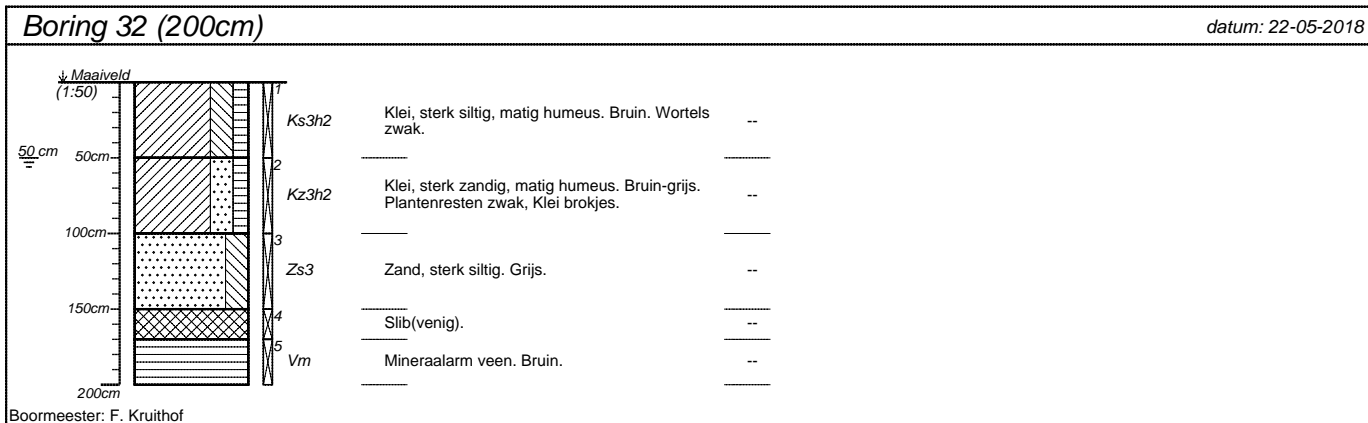 Boring 32 (200cm)
datum: 22-05-2018
Maaiveld
(1:50)
1
Ks3h2
Klei, sterk siltig, matig humeus. Bruin. Wortels
zwak.
--
50 cm
50cm
2
Kz3h2
Klei, sterk zandig, matig humeus. Bruin-grijs.
Plantenresten zwak, Klei brokjes.
--
100cm
3
Zs3
Zand, sterk siltig. Grijs.
--
150cm
4
Slib(venig).
--
5
Vm
Mineraalarm veen. Bruin.
--
200cm
Boormeester: F. Kruithof